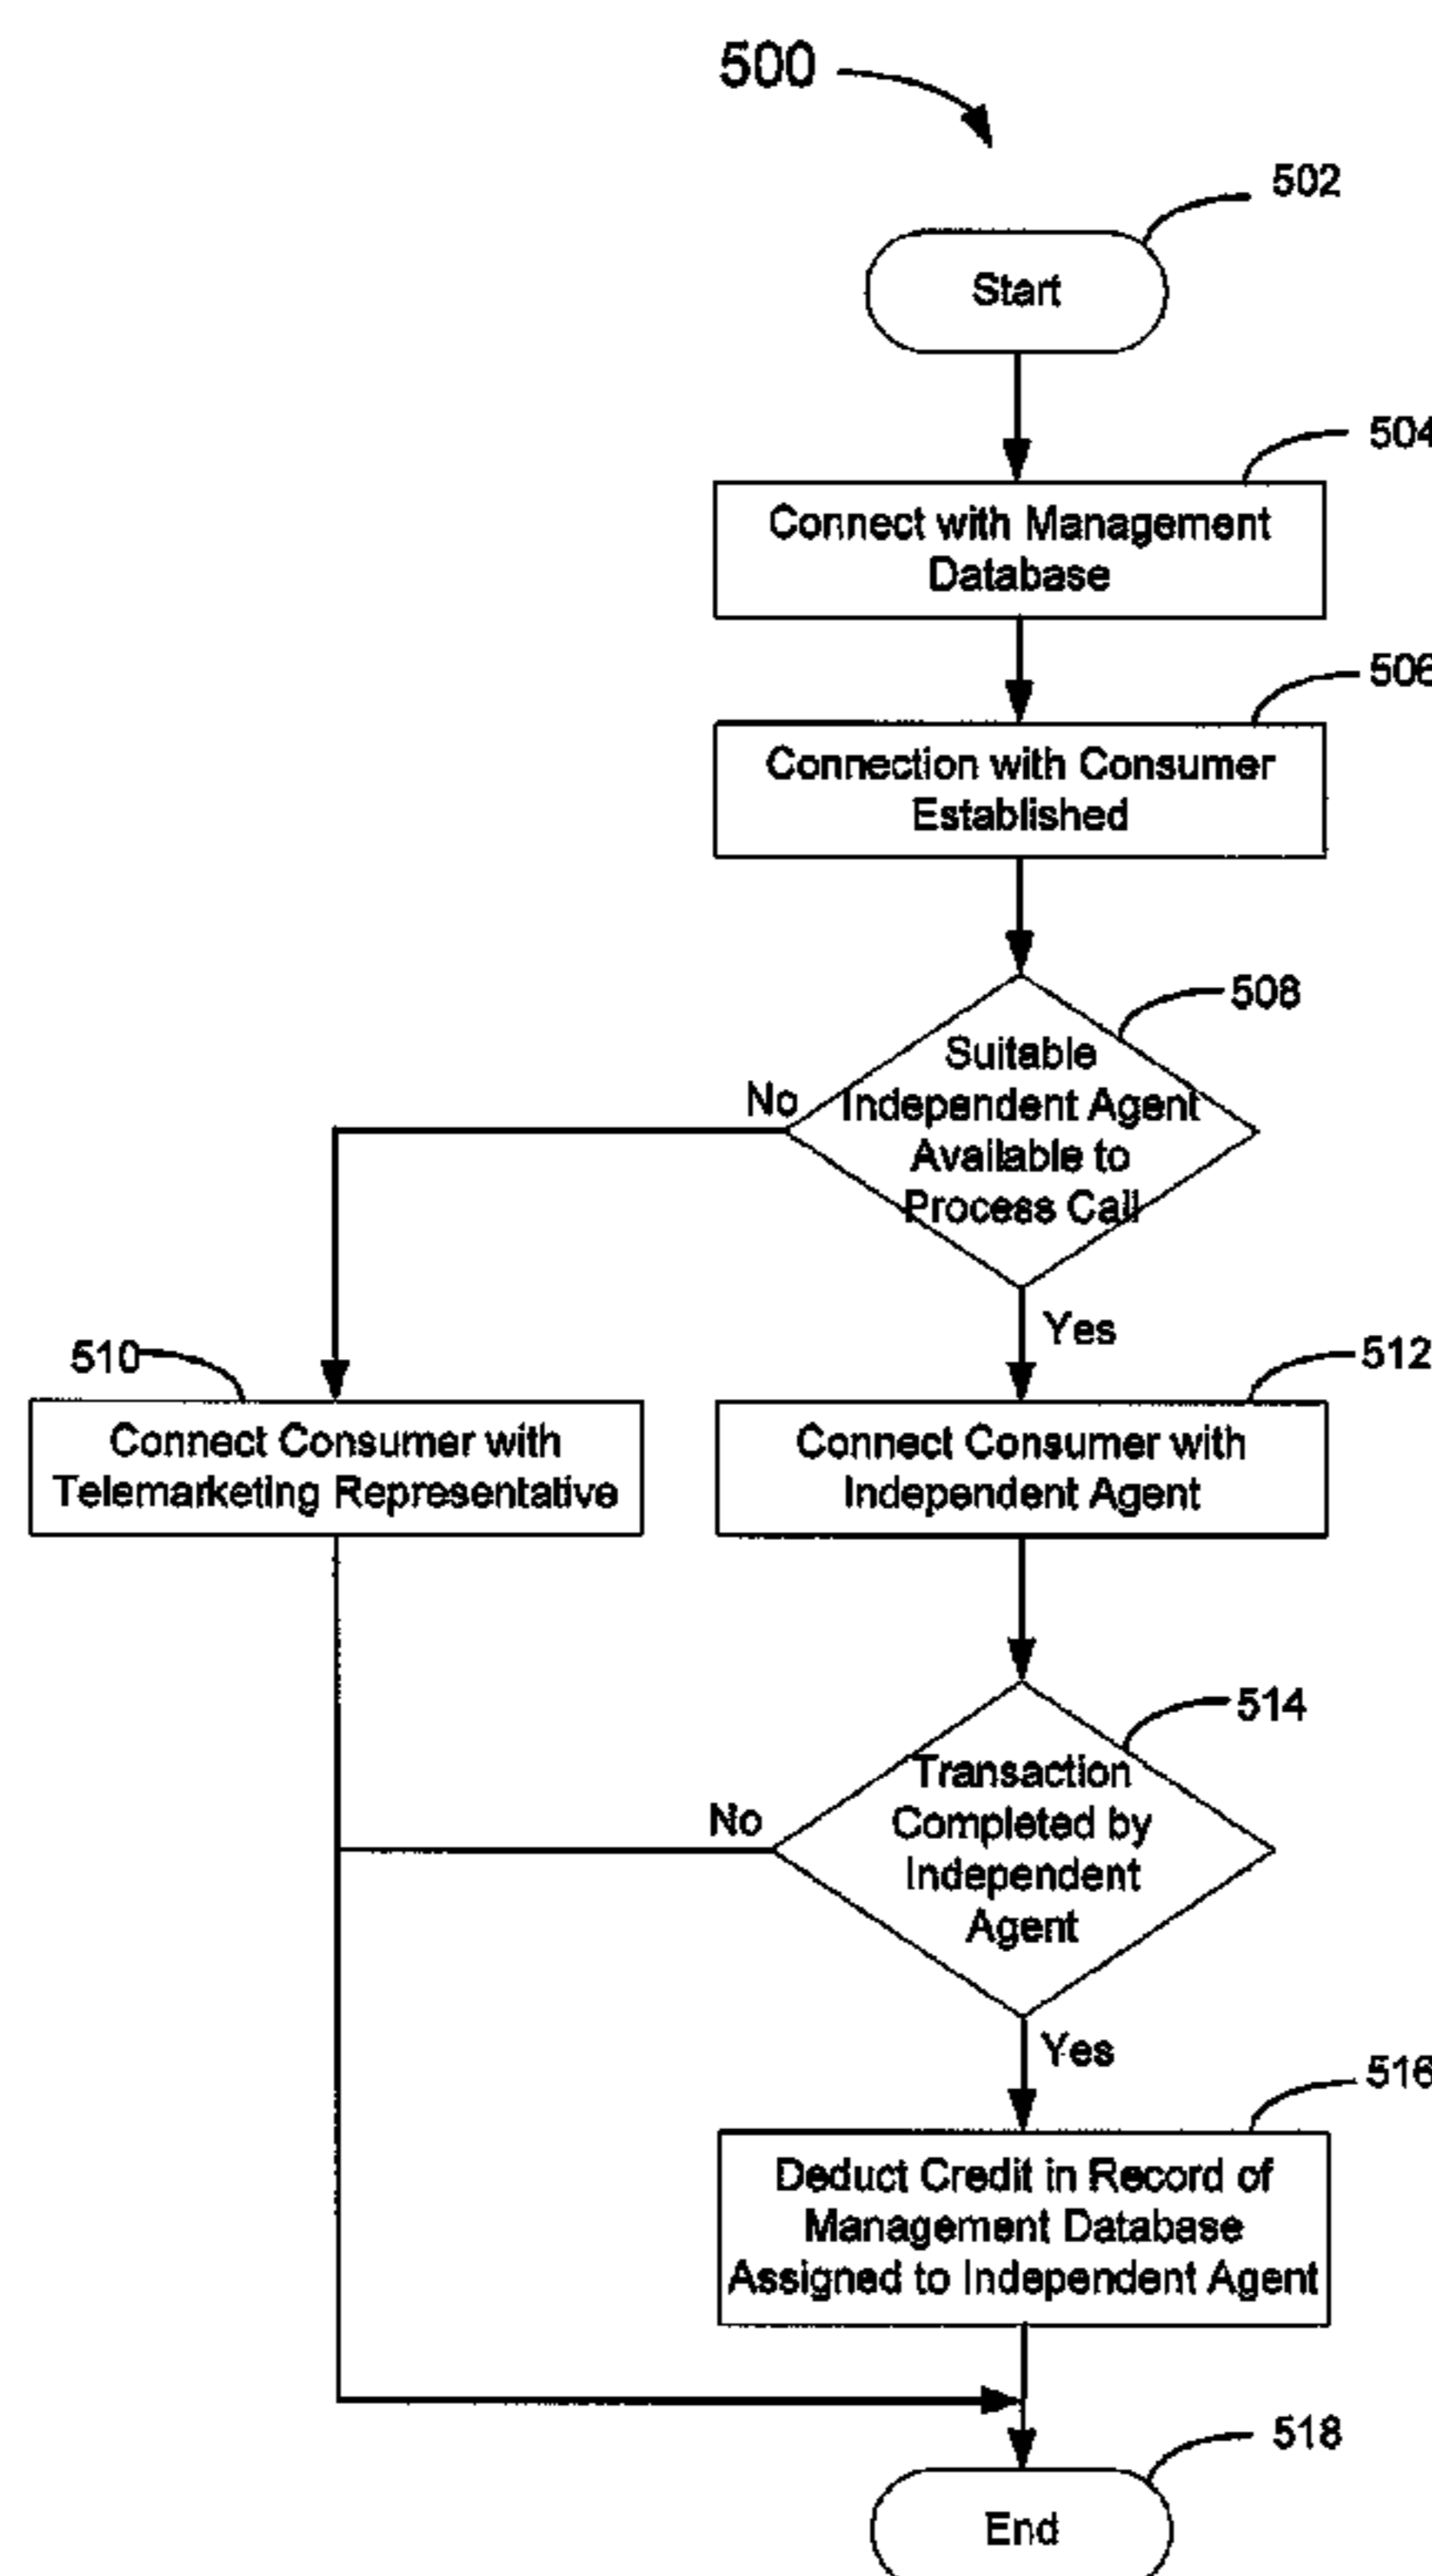 500
502
Start
504
Connect with Management
Database
506
Connection with Consumer
Established
508
Suitable
Independent Agent
Available to
Process Call
No
Yes
510
Connect Consumer with
Telemarketing Representative
512
Connect Consumer with
Independent Agent
514
Transaction
Completed by
Independent
Agent
No
Yes
516
Deduct Credit in Record of
Management Database
Assigned to Independent Agent
518
End